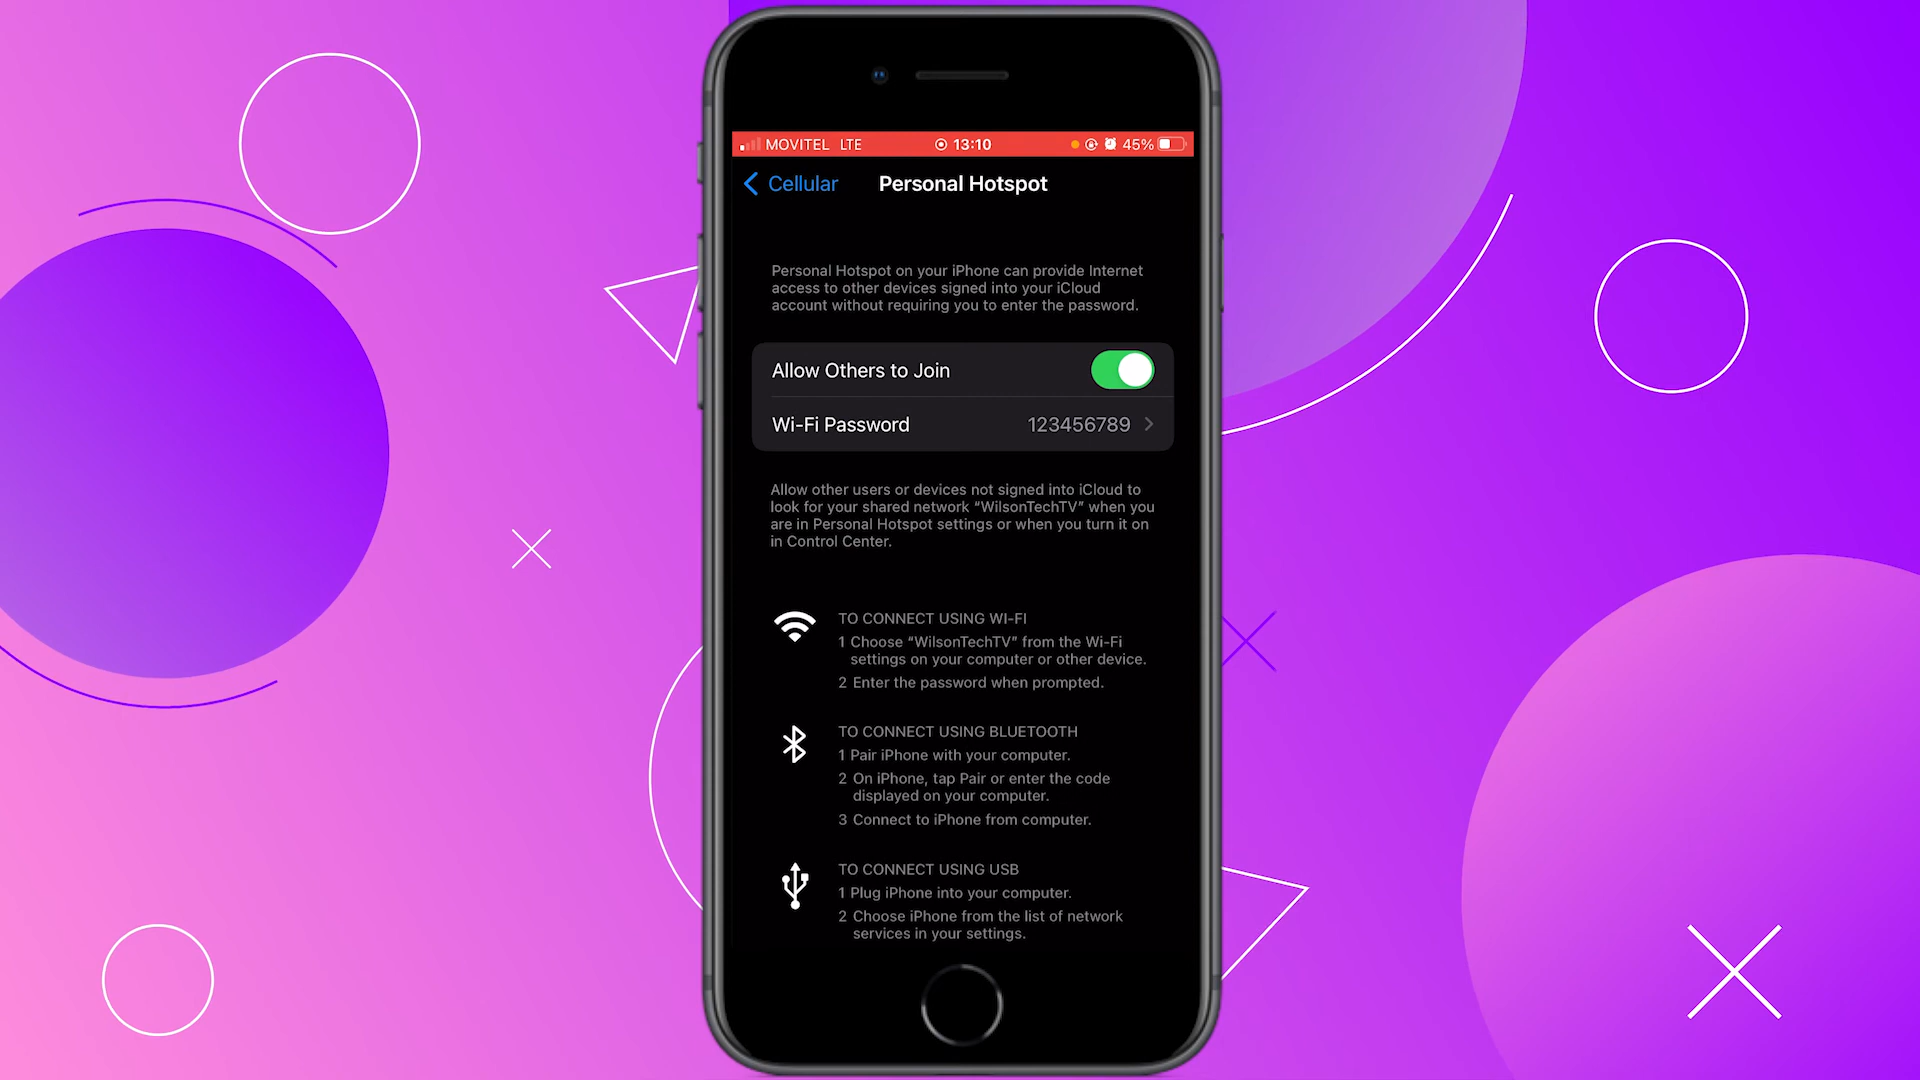 MOVITEL LTE 13:10 45%
Cellular Personal Hotspot
Personal Hotspot on your iPhone can provide Internet
access to other devices signed into your iCloud
account without requiring you to enter the password.
Allow Others to Join
Wi-Fi Password 123456789
Allow other users or devices not signed into iCloud to
look for your shared network “WilsonTechTV” when you
are in Personal Hotspot settings or when you turn it on
in Control Center.
TO CONNECT USING WI-FI
1 Choose “WilsonTechTV” from the Wi-Fi
settings on your computer or other device.
2 Enter the password when prompted.
TO CONNECT USING BLUETOOTH
1 Pair iPhone with your computer.
2 On iPhone, tap Pair or enter the code
displayed on your computer.
3 Connect to iPhone from computer.
TO CONNECT USING USB
1 Plug iPhone into your computer.
2 Choose iPhone from the list of network
services in your settings.